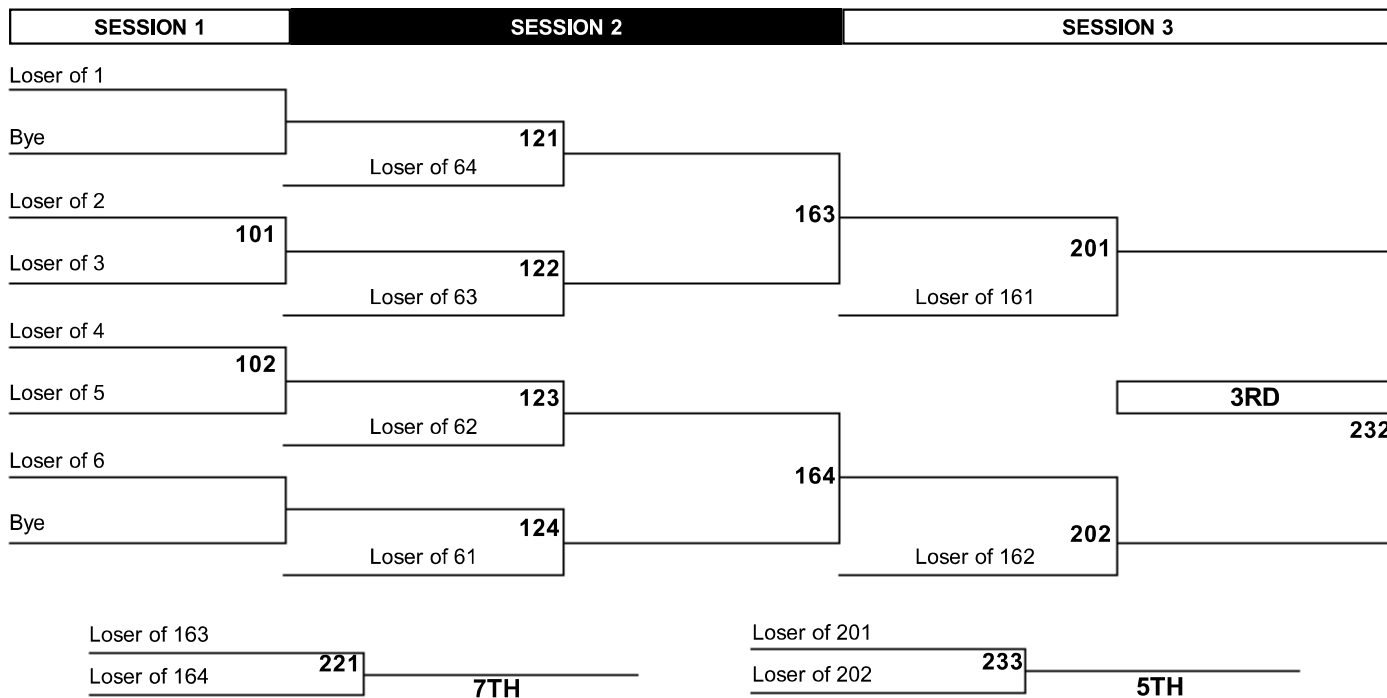 SESSION 1 SESSION 2 SESSION 3
Loser of 1
Bye
121
Loser of 64
Loser of 2
163
101
201
Loser of 3
122
Loser of 63
Loser of 161
Loser of 4
102
Loser of 5
123
3RD
Loser of 62
232
Loser of 6
164
Bye
124
202
Loser of 61
Loser of 162
Loser of 163
221
Loser of 164
7TH
Loser of 201
233
Loser of 202
5TH